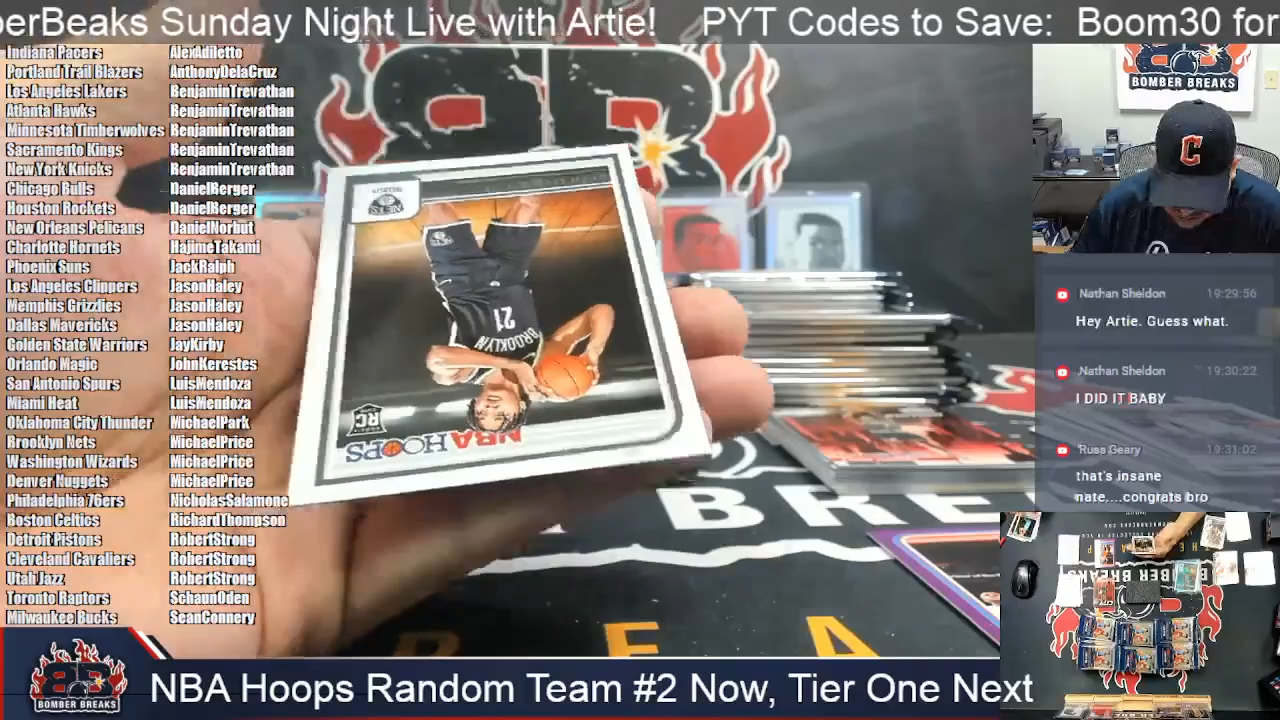 berBeaks Sunday Night Live with Artie! PYT Codes to Save: Boom30 for
Indiana Pacers AlexAdiletto
Portland Trail Blazers AnthonyDelaCruz
Los Angeles Lakers BenjaminTrevathan
Atlanta Hawks BenjaminTrevathan
Minnesota Timberwolves BenjaminTrevathan
Sacramento Kings BenjaminTrevathan
New York Knicks BenjaminTrevathan
Chicago Bulls DanielBerger
Houston Rockets DanielBerger
New Orleans Pelicans DanielNorbut
Charlotte Hornets HajimeTakami
Phoenix Suns JackRalph
Los Angeles Clippers JasonHaley
Memphis Grizzlies JasonHaley
Dallas Mavericks JasonHaley
Golden State Warriors JayKirby
Orlando Magic JohnKerestes
San Antonio Spurs LuisMendoza
Miami Heat LuisMendoza
Oklahoma City Thunder MichaelPark
Brooklyn Nets MichaelPrice
Washington Wizards MichaelPrice
Denver Nuggets MichaelPrice
Philadelphia 76ers NicholasSalamone
Boston Celtics RichardThompson
Detroit Pistons RobertStrong
Cleveland Cavaliers RobertStrong
Utah Jazz RobertStrong
Toronto Raptors SchaunOden
Milwaukee Bucks SeanConnery
NETS
BROOKLYN
21
RC
NBA HOOPS
BRE
EA
BOMBER BREAKS
C
Nathan Sheldon 19:29:56
Hey Artie. Guess what.
Nathan Sheldon 19:30:22
I DID IT BABY
Russ Geary 19:31:02
that's insane
nate....congrats bro
BOMBER BREAKS
BOMBER BREAKS
NBA Hoops Random Team #2 Now, Tier One Next